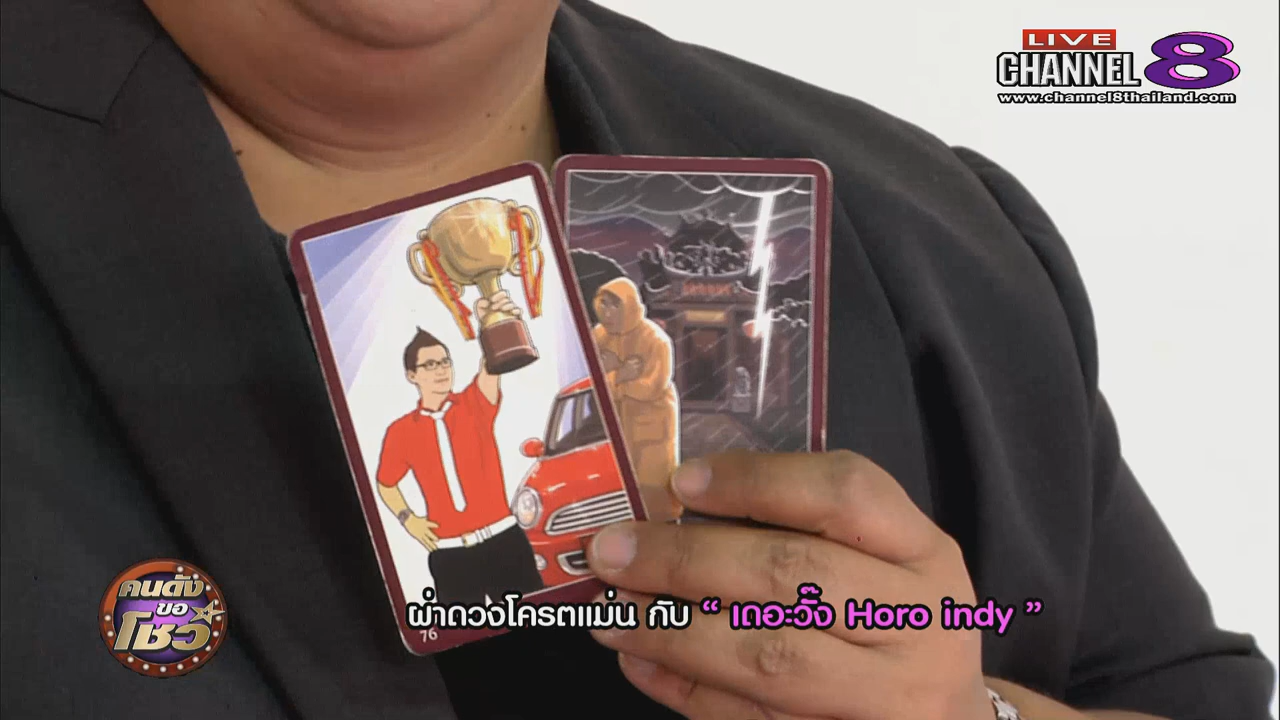 LIVE
CHANNEL 8
www.channel8thailand.com
คนดัง
ขอ
โชว์
ผ่าดวงโครตแม่น กับ “ เดอะวั๊ง Horo indy ”
76